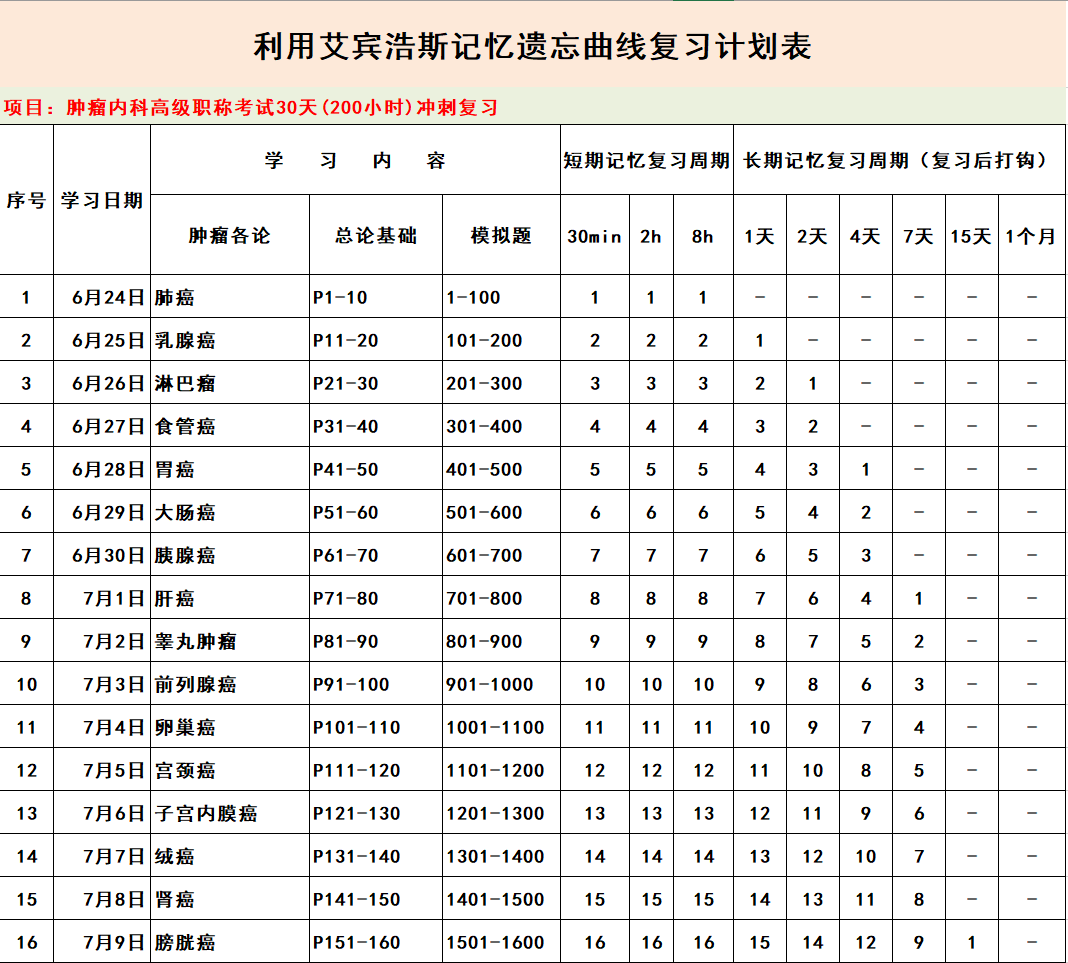 利用艾宾浩斯记忆遗忘曲线复习计划表
项目：肿瘤内科高级职称考试30天(200小时)冲刺复习
序号 学习日期 学 习 内 容 短期记忆复习周期 长期记忆复习周期（复习后打钩）
肿瘤各论 总论基础 模拟题 30min 2h 8h 1天 2天 4天 7天 15天 1个月
1 6月24日 肺癌 P1-10 1-100 1 1 1 - - - - - -
2 6月25日 乳腺癌 P11-20 101-200 2 2 2 1 - - - - -
3 6月26日 淋巴瘤 P21-30 201-300 3 3 3 2 1 - - - -
4 6月27日 食管癌 P31-40 301-400 4 4 4 3 2 - - - -
5 6月28日 胃癌 P41-50 401-500 5 5 5 4 3 1 - - -
6 6月29日 大肠癌 P51-60 501-600 6 6 6 5 4 2 - - -
7 6月30日 胰腺癌 P61-70 601-700 7 7 7 6 5 3 - - -
8 7月1日 肝癌 P71-80 701-800 8 8 8 7 6 4 1 - -
9 7月2日 睾丸肿瘤 P81-90 801-900 9 9 9 8 7 5 2 - -
10 7月3日 前列腺癌 P91-100 901-1000 10 10 10 9 8 6 3 - -
11 7月4日 卵巢癌 P101-110 1001-1100 11 11 11 10 9 7 4 - -
12 7月5日 宫颈癌 P111-120 1101-1200 12 12 12 11 10 8 5 - -
13 7月6日 子宫内膜癌 P121-130 1201-1300 13 13 13 12 11 9 6 - -
14 7月7日 绒癌 P131-140 1301-1400 14 14 14 13 12 10 7 - -
15 7月8日 肾癌 P141-150 1401-1500 15 15 15 14 13 11 8 - -
16 7月9日 膀胱癌 P151-160 1501-1600 16 16 16 15 14 12 9 1 -